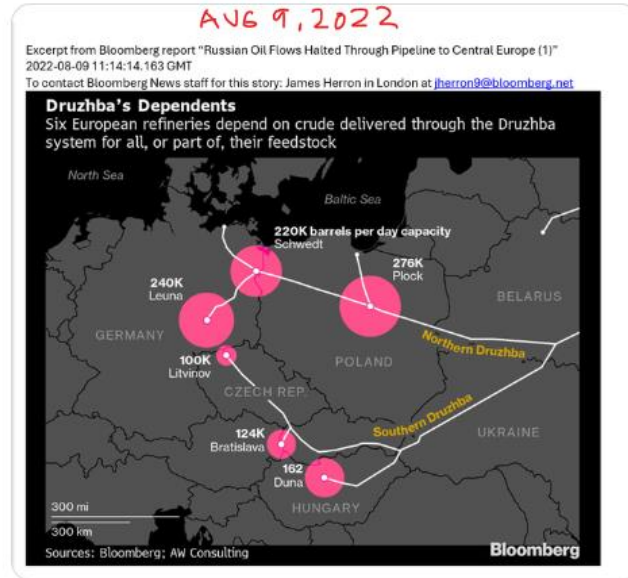 AUG 9, 2022
Excerpt from Bloomberg report “Russian Oil Flows Halted Through Pipeline to Central Europe (1)”
2022-08-09 11:14:14.163 GMT
To contact Bloomberg News staff for this story: James Herron in London at jherron9@bloomberg.net
Druzhba's Dependents
Six European refineries depend on crude delivered through the Druzhba
system for all, or part of, their feedstock
North Sea
Baltic Sea
220K barrels per day capacity
Schwedt
276K
Plock
240K
Leuna
BELARUS
GERMANY
Northern Druzhba
100K
Litvinov
POLAND
CZECH REP.
Southern Druzhba
124K
Bratislava
UKRAINE
162
Duna
HUNGARY
300 mi
300 km
Sources: Bloomberg; AW Consulting
Bloomberg